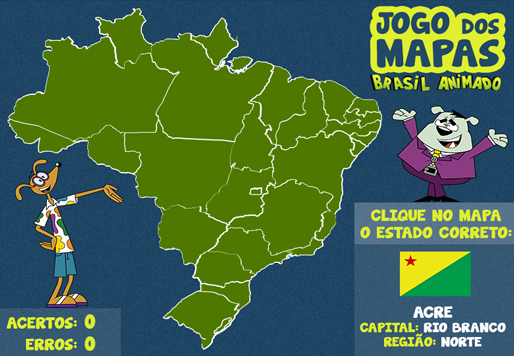 JOGO DOS
MAPAS
BRASIL ANIMADO
CLIQUE NO MAPA
O ESTADO CORRETO:
ACRE
CAPITAL: RIO BRANCO
REGIÃO: NORTE
ACERTOS: 0
ERROS: 0